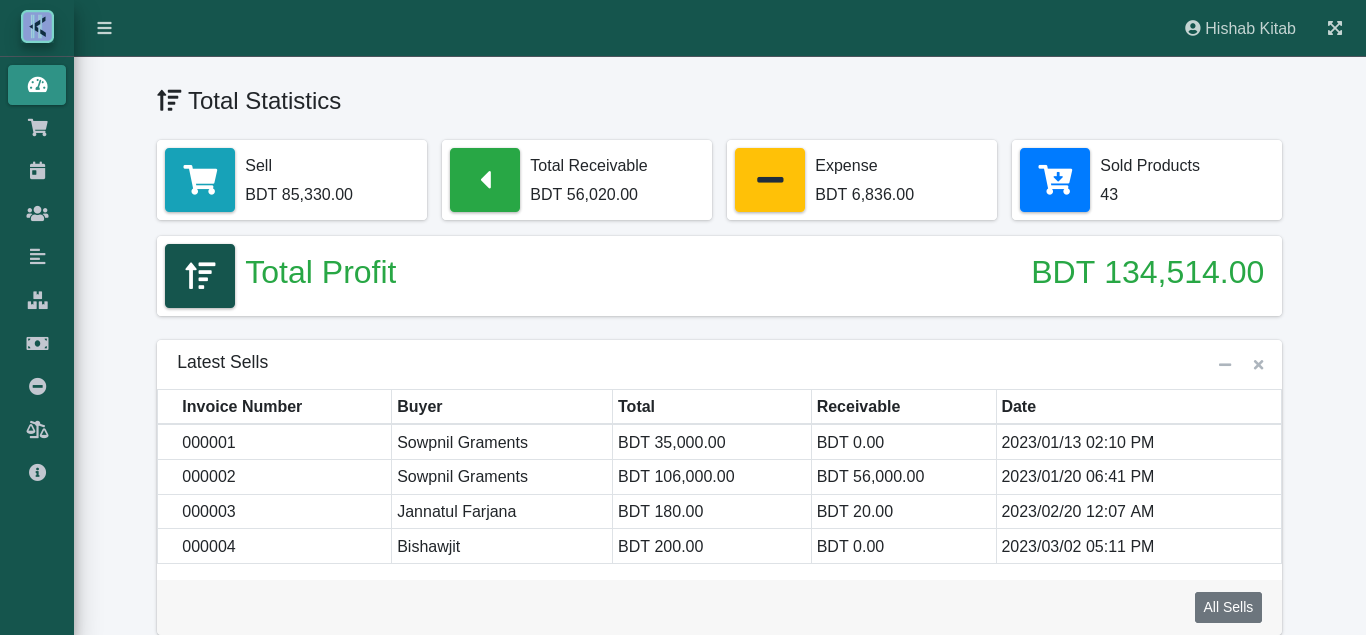 Hishab Kitab
Total Statistics
Sell
BDT 85,330.00
Total Receivable
BDT 56,020.00
Expense
BDT 6,836.00
Sold Products
43
Total Profit BDT 134,514.00
Latest Sells
Invoice Number Buyer Total Receivable Date
000001 Sowpnil Graments BDT 35,000.00 BDT 0.00 2023/01/13 02:10 PM
000002 Sowpnil Graments BDT 106,000.00 BDT 56,000.00 2023/01/20 06:41 PM
000003 Jannatul Farjana BDT 180.00 BDT 20.00 2023/02/20 12:07 AM
000004 Bishawjit BDT 200.00 BDT 0.00 2023/03/02 05:11 PM
All Sells